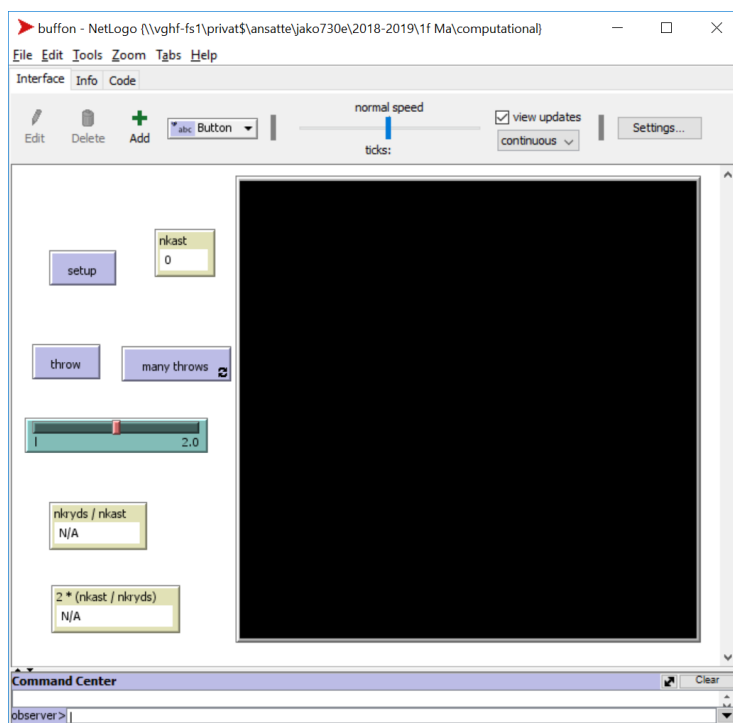 buffon - NetLogo {\\vghf-fs1\privat$\ansatte\jako730e\2018-2019\1f Ma\computational}
File Edit Tools Zoom Tabs Help
Interface Info Code
normal speed
view updates
Edit Delete Add abc Button continuous Settings...
ticks:
nkast
0
setup
throw many throws
l 2.0
nkryds / nkast
N/A
2 * (nkast / nkryds)
N/A
Command Center Clear
observer>